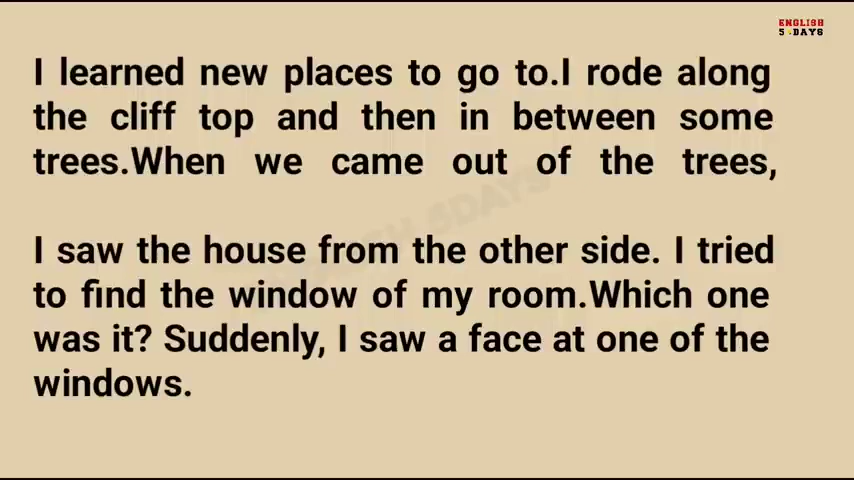 ENGLISH
5 DAYS
I learned new places to go to.I rode along
the cliff top and then in between some
trees.When we came out of the trees,
I saw the house from the other side. I tried
to find the window of my room.Which one
was it? Suddenly, I saw a face at one of the
windows.
ENGLISH 5DAYS